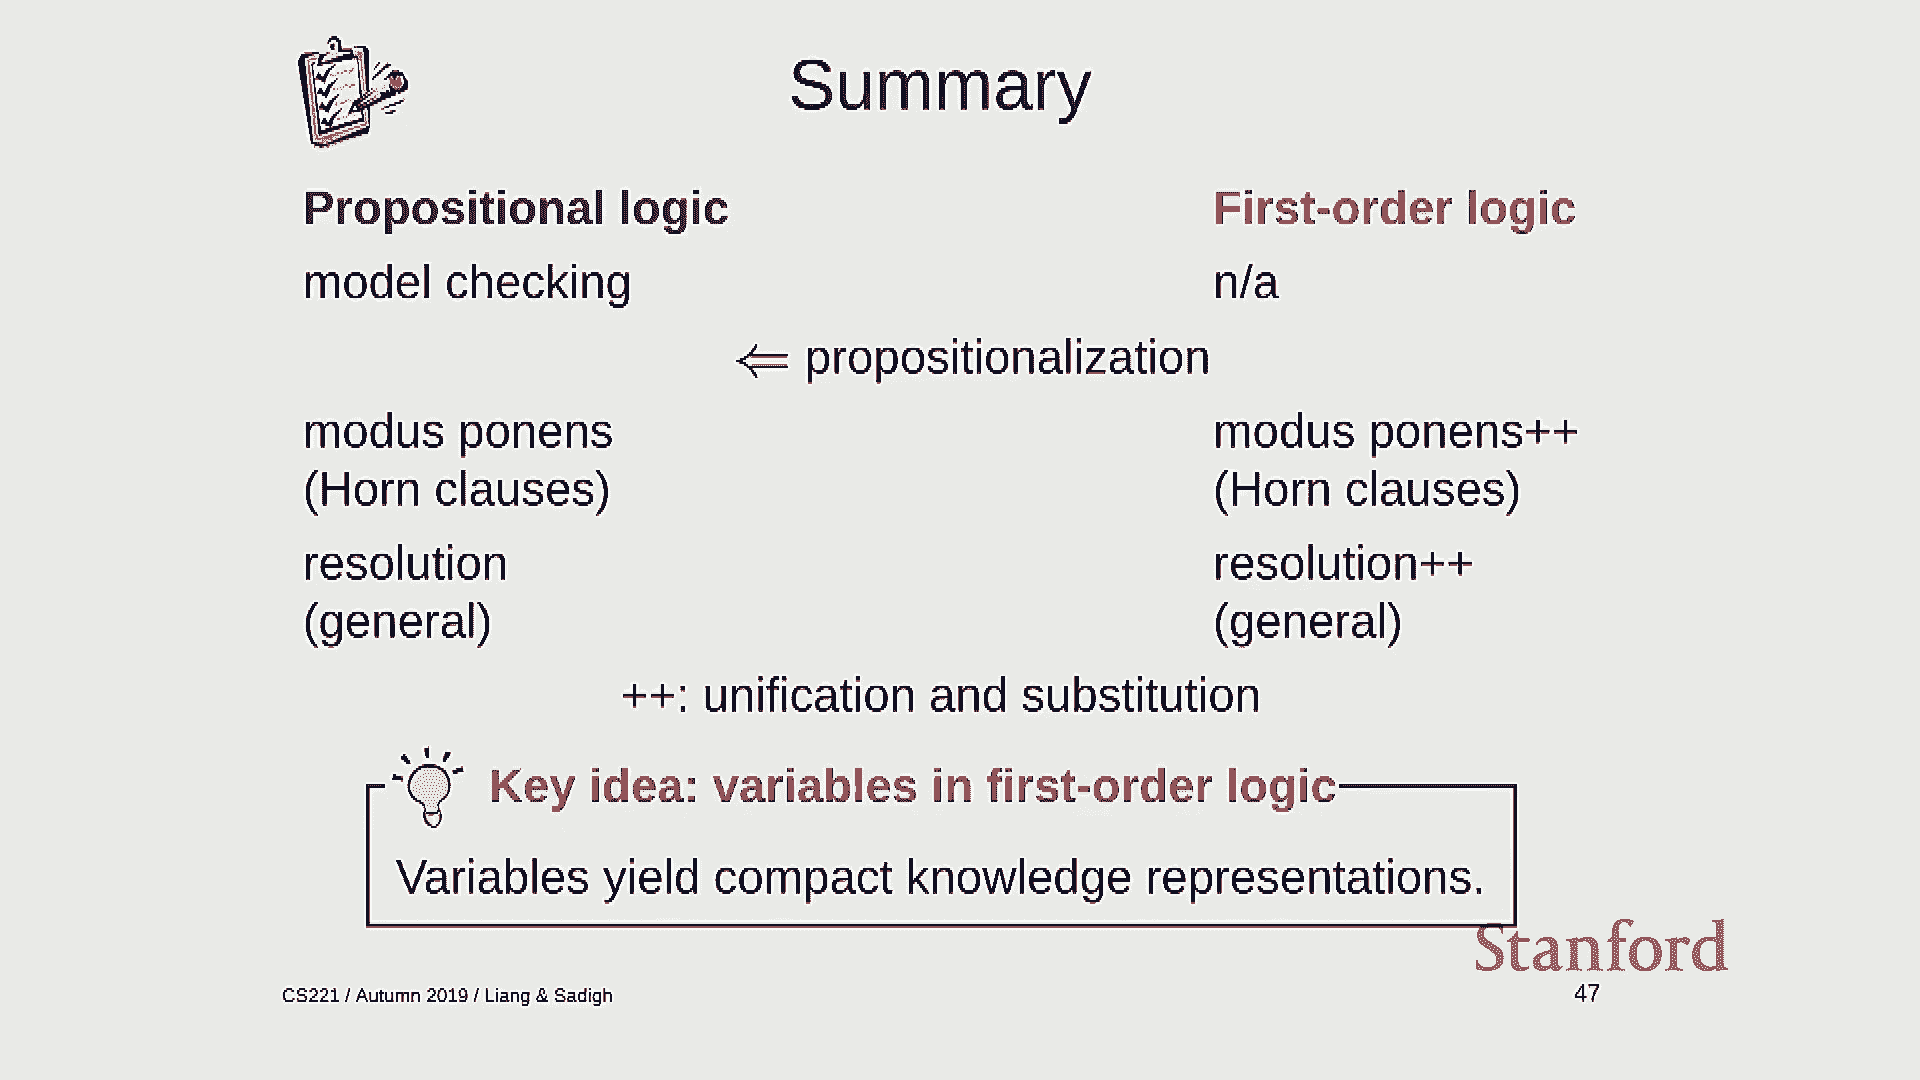 Summary
Propositional logic First-order logic
model checking n/a
⇐ propositionalization
modus ponens modus ponens++
(Horn clauses) (Horn clauses)
resolution resolution++
(general) (general)
++: unification and substitution
Key idea: variables in first-order logic
Variables yield compact knowledge representations.
Stanford
CS221 / Autumn 2019 / Liang & Sadigh 47